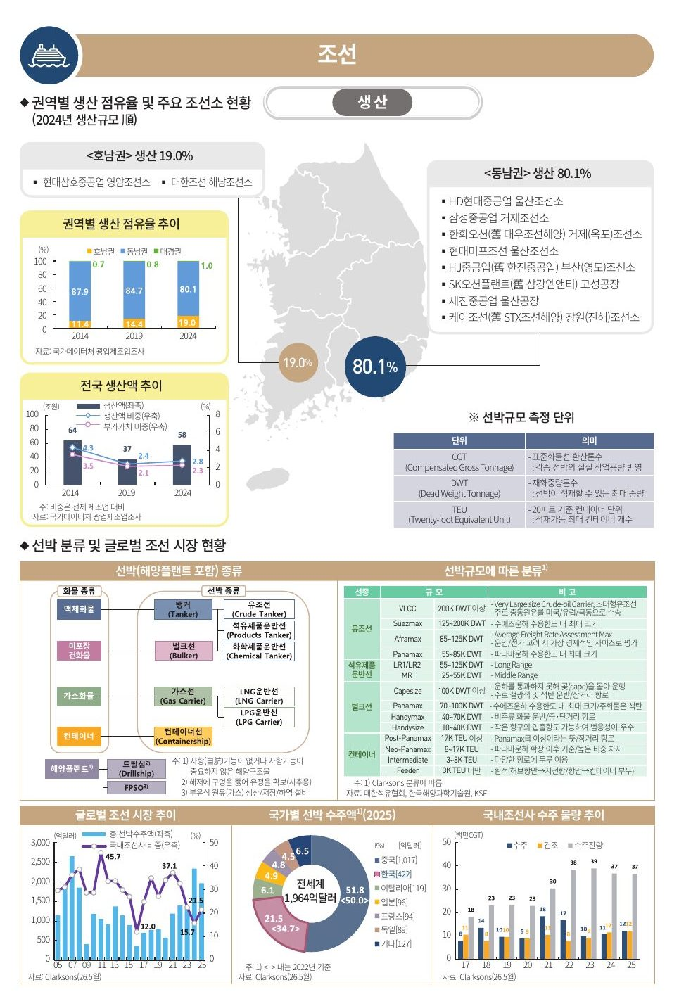 조선
생산
◆ 권역별 생산 점유율 및 주요 조선소 현황
(2024년 생산규모 順)
<호남권> 생산 19.0%
▪ 현대삼호중공업 영암조선소 ▪ 대한조선 해남조선소
<동남권> 생산 80.1%
▪ HD현대중공업 울산조선소
▪ 삼성중공업 거제조선소
▪ 한화오션(舊 대우조선해양) 거제(옥포)조선소
▪ 현대미포조선 울산조선소
▪ HJ중공업(舊 한진중공업) 부산(영도)조선소
▪ SK오션플랜트(舊 삼강엠앤티) 고성공장
▪ 세진중공업 울산공장
▪ 케이조선(舊 STX조선해양) 창원(진해)조선소
권역별 생산 점유율 추이
(%)
호남권 동남권 대경권
100
80
60
40
20
0
0.7 0.8 1.0
87.9 84.7 80.1
11.4 14.4 19.0
2014 2019 2024
자료: 국가데이터처 광업제조업조사
19.0%
80.1%
전국 생산액 추이
(조원) (%)
생산액(좌축)
생산액 비중(우축)
부가가치 비중(우축)
100
80
60
40
20
0
8
6
4
2
0
64 37 58
4.3 2.4 2.8
3.5 2.1 2.3
2014 2019 2024
주: 비중은 전체 제조업 대비
자료: 국가데이터처 광업제조업조사
※ 선박규모 측정 단위
단위 의미
CGT
(Compensated Gross Tonnage)
- 표준화물선 환산톤수
: 각종 선박의 실질 작업용량 반영
DWT
(Dead Weight Tonnage)
- 재화중량톤수
: 선박이 적재할 수 있는 최대 중량
TEU
(Twenty-foot Equivalent Unit)
- 20피트 기준 컨테이너 단위
: 적재가능 최대 컨테이너 개수
◆ 선박 분류 및 글로벌 조선 시장 현황
선박(해양플랜트 포함) 종류
화물 종류 선박 종류
액체화물
탱커
(Tanker)
유조선
(Crude Tanker)
석유제품운반선
(Products Tanker)
화학제품운반선
(Chemical Tanker)
미포장
건화물
벌크선
(Bulker)
가스화물
가스선
(Gas Carrier)
LNG운반선
(LNG Carrier)
LPG운반선
(LPG Carrier)
컨테이너
컨테이너선
(Containership)
해양플랜트1)
드릴십2)
(Drillship)
FPSO3)
주: 1) 자항(自航)기능이 없거나 자항기능이
중요하지 않은 해양구조물
2) 해저에 구멍을 뚫어 유정을 확보(시추용)
3) 부유식 원유(가스) 생산/저장/하역 설비
선박규모에 따른 분류1)
선종 규 모 비 고
유조선
VLCC 200K DWT 이상 - Very Large size Crude-oil Carrier, 초대형유조선
- 주로 중동원유를 미국/유럽/극동으로 수송
Suezmax 125~200K DWT - 수에즈운하 수용한도 내 최대 크기
Aframax 85~125K DWT - Average Freight Rate Assessment Max
- 운임/선가 고려 시 가장 경제적인 사이즈로 평가
Panamax 55~85K DWT - 파나마운하 수용한도 내 최대 크기
석유제품
운반선
LR1/LR2 55~125K DWT - Long Range
MR 25~55K DWT - Middle Range
벌크선
Capesize 100K DWT 이상 - 운하를 통과하지 못해 곶(cape)을 돌아 운행
- 주로 철광석 및 석탄 운반/장거리 항로
Panamax 70~100K DWT - 수에즈운하 수용한도 내 최대 크기/주화물은 석탄
Handymax 40~70K DWT - 비주류 화물 운반/중·단거리 항로
Handysize 10~40K DWT - 작은 항구의 입출항도 가능하여 범용성이 우수
컨테이너
Post-Panamax 17K TEU 이상 - Panamax급 이상이라는 뜻/장거리 항로
Neo-Panamax 8~17K TEU - 파나마운하 확장 이후 기준/높은 비중 차지
Intermediate 3~8K TEU - 다양한 항로에 두루 이용
Feeder 3K TEU 미만 - 환적(허브항만→지선항/항만→컨테이너 부두)
주: 1) Clarksons 분류에 따름
자료: 대한석유협회, 한국해양과학기술원, KSF
글로벌 조선 시장 추이
(억달러) (%)
총 선박수주액(좌축)
국내조선사 비중(우축)
3,000
2,500
2,000
1,500
1,000
500
0
50
40
30
20
10
0
45.7
37.1
21.5
12.0
15.7
05 07 09 11 13 15 17 19 21 23 25
자료: Clarksons(26.5월)
국가별 선박 수주액1)(2025)
(%) [억달러]
전세계
1,964억달러
51.8
<50.0>
21.5
<34.7>
6.1
4.9
4.8
4.5
6.5
중국[1,017]
한국[422]
이탈리아[119]
일본[96]
프랑스[94]
독일[89]
기타[127]
주: 1) < > 내는 2022년 기준
자료: Clarksons(26.5월)
국내조선사 수주 물량 추이
(백만CGT)
수주 건조 수주잔량
50
40
30
20
10
0
8 11 18
14 8 23
10 10 23
9 9 23
18 11 30
17 8 38
10 9 39
11 12 37
12 12 37
17 18 19 20 21 22 23 24 25
자료: Clarksons(26.5월)